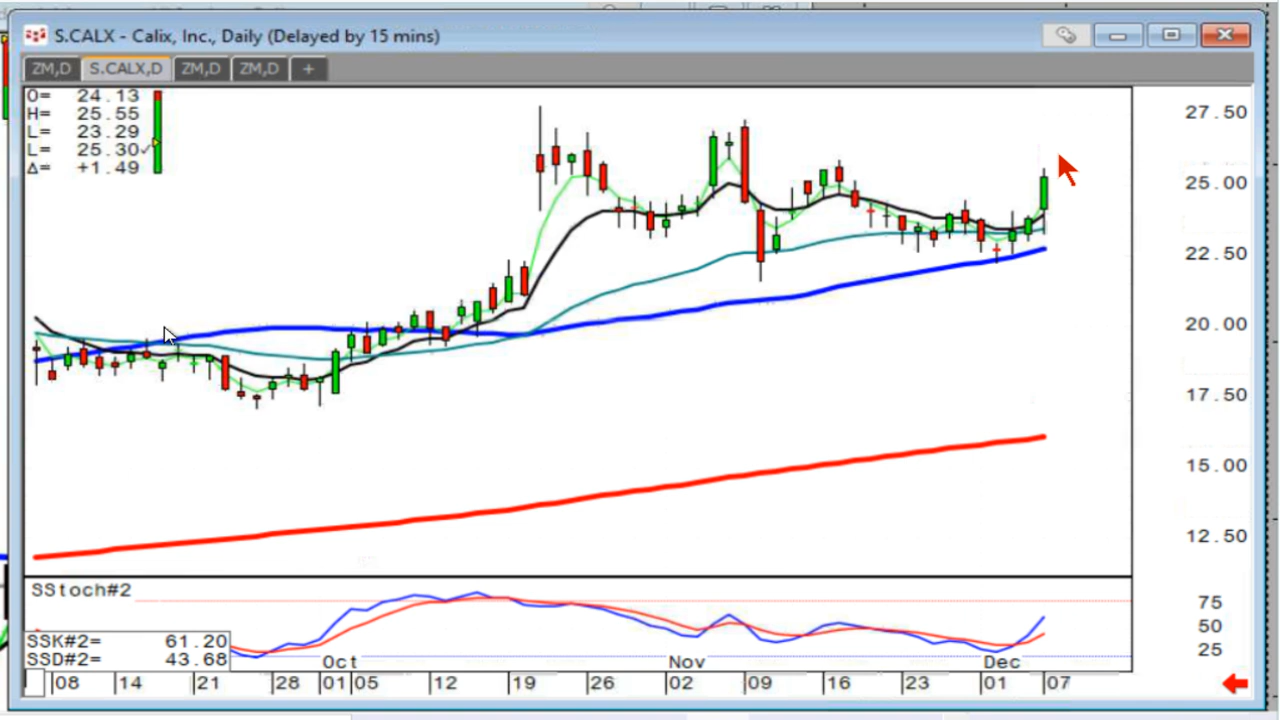 S.CALX - Calix, Inc., Daily (Delayed by 15 mins)
ZM,D S.CALX,D ZM,D ZM,D +
O= 24.13
H= 25.55
L= 23.29
L= 25.30✓
Δ= +1.49
27.50
25.00
22.50
20.00
17.50
15.00
12.50
SStoch#2
75
50
25
SSK#2= 61.20
SSD#2= 43.68
Oct Nov Dec
08 14 21 28 01 05 12 19 26 02 09 16 23 01 07